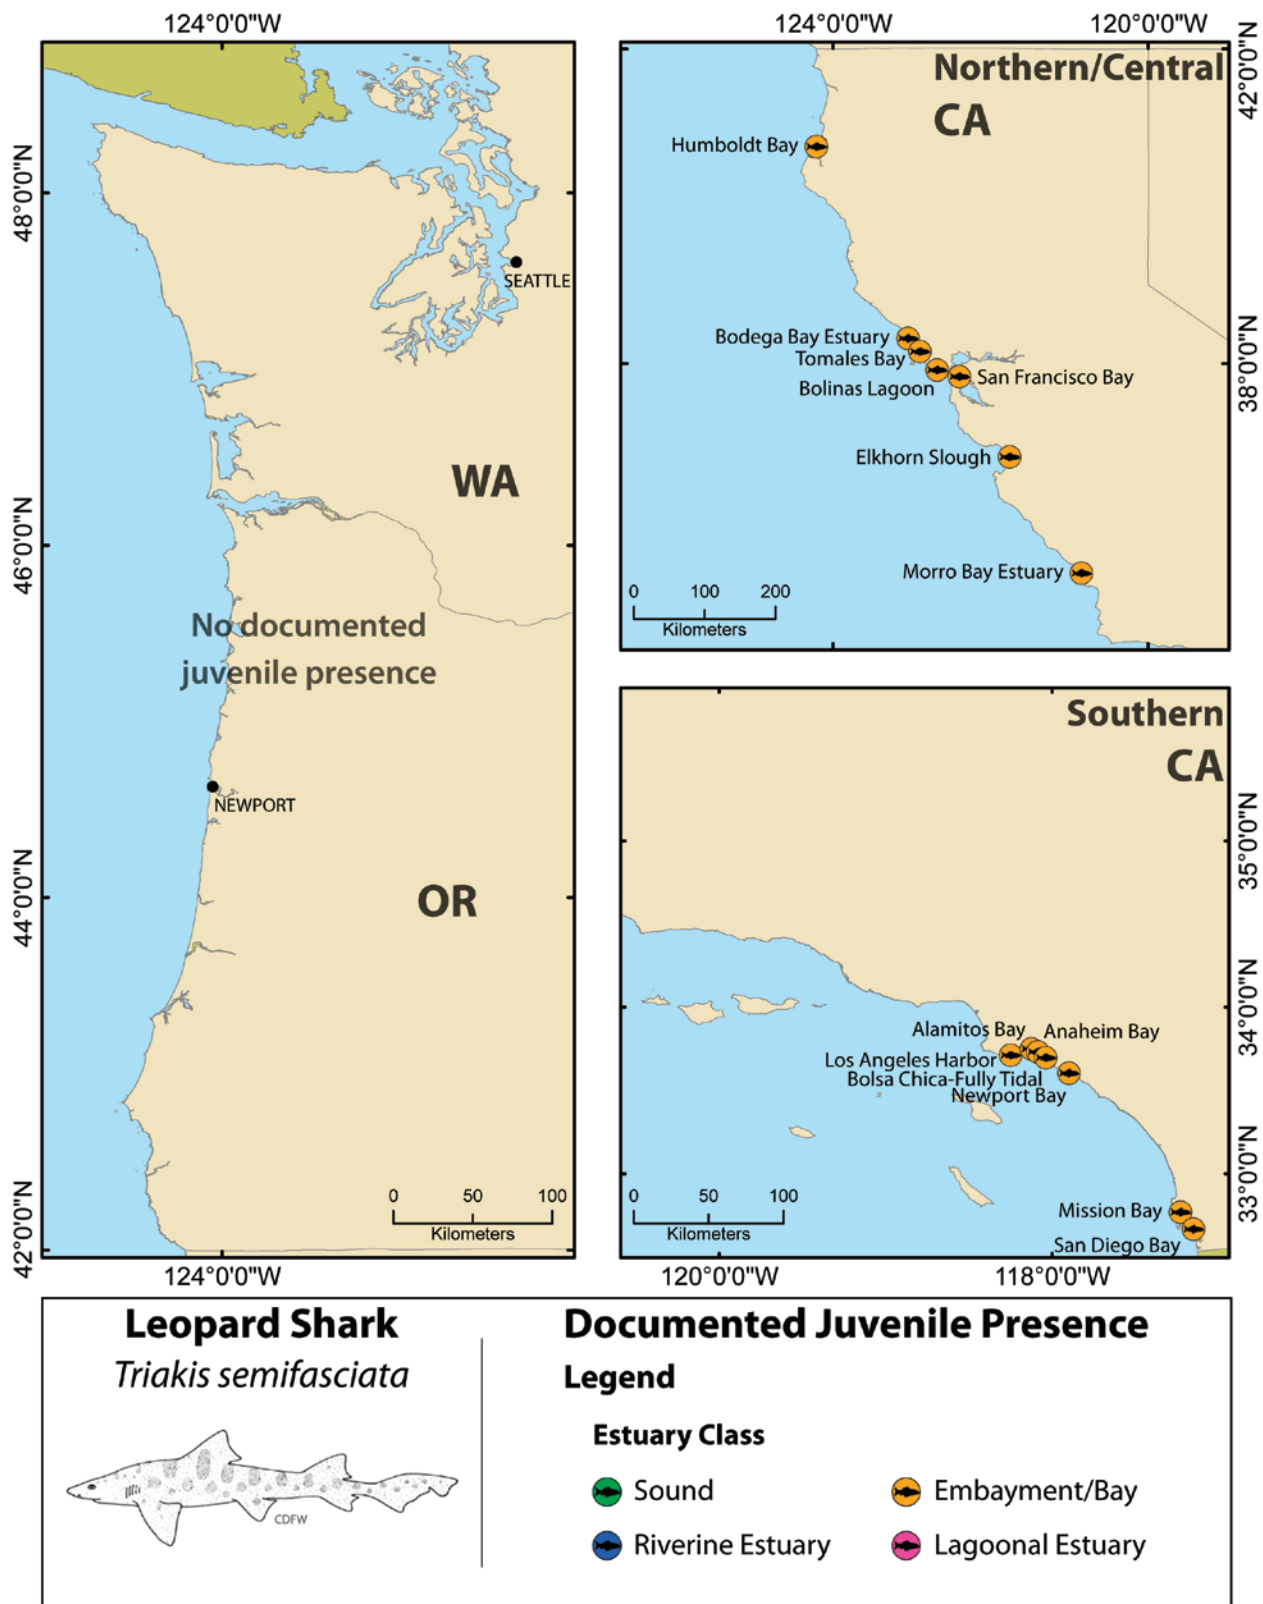 124°0'0"W
48°0'0"N
46°0'0"N
44°0'0"N
42°0'0"N
SEATTLE
WA
No documented
juvenile presence
NEWPORT
OR
0 50 100
Kilometers
124°0'0"W
124°0'0"W 120°0'0"W
Northern/Central
CA
42°0'0"N
38°0'0"N
Humboldt Bay
Bodega Bay Estuary
Tomales Bay
Bolinas Lagoon
San Francisco Bay
Elkhorn Slough
Morro Bay Estuary
0 100 200
Kilometers
Southern
CA
35°0'0"N
34°0'0"N
33°0'0"N
Alamitos Bay Anaheim Bay
Los Angeles Harbor
Bolsa Chica-Fully Tidal
Newport Bay
Mission Bay
San Diego Bay
0 50 100
Kilometers
120°0'0"W 118°0'0"W
Leopard Shark
Triakis semifasciata
CDFW
Documented Juvenile Presence
Legend
Estuary Class
Sound
Embayment/Bay
Riverine Estuary
Lagoonal Estuary